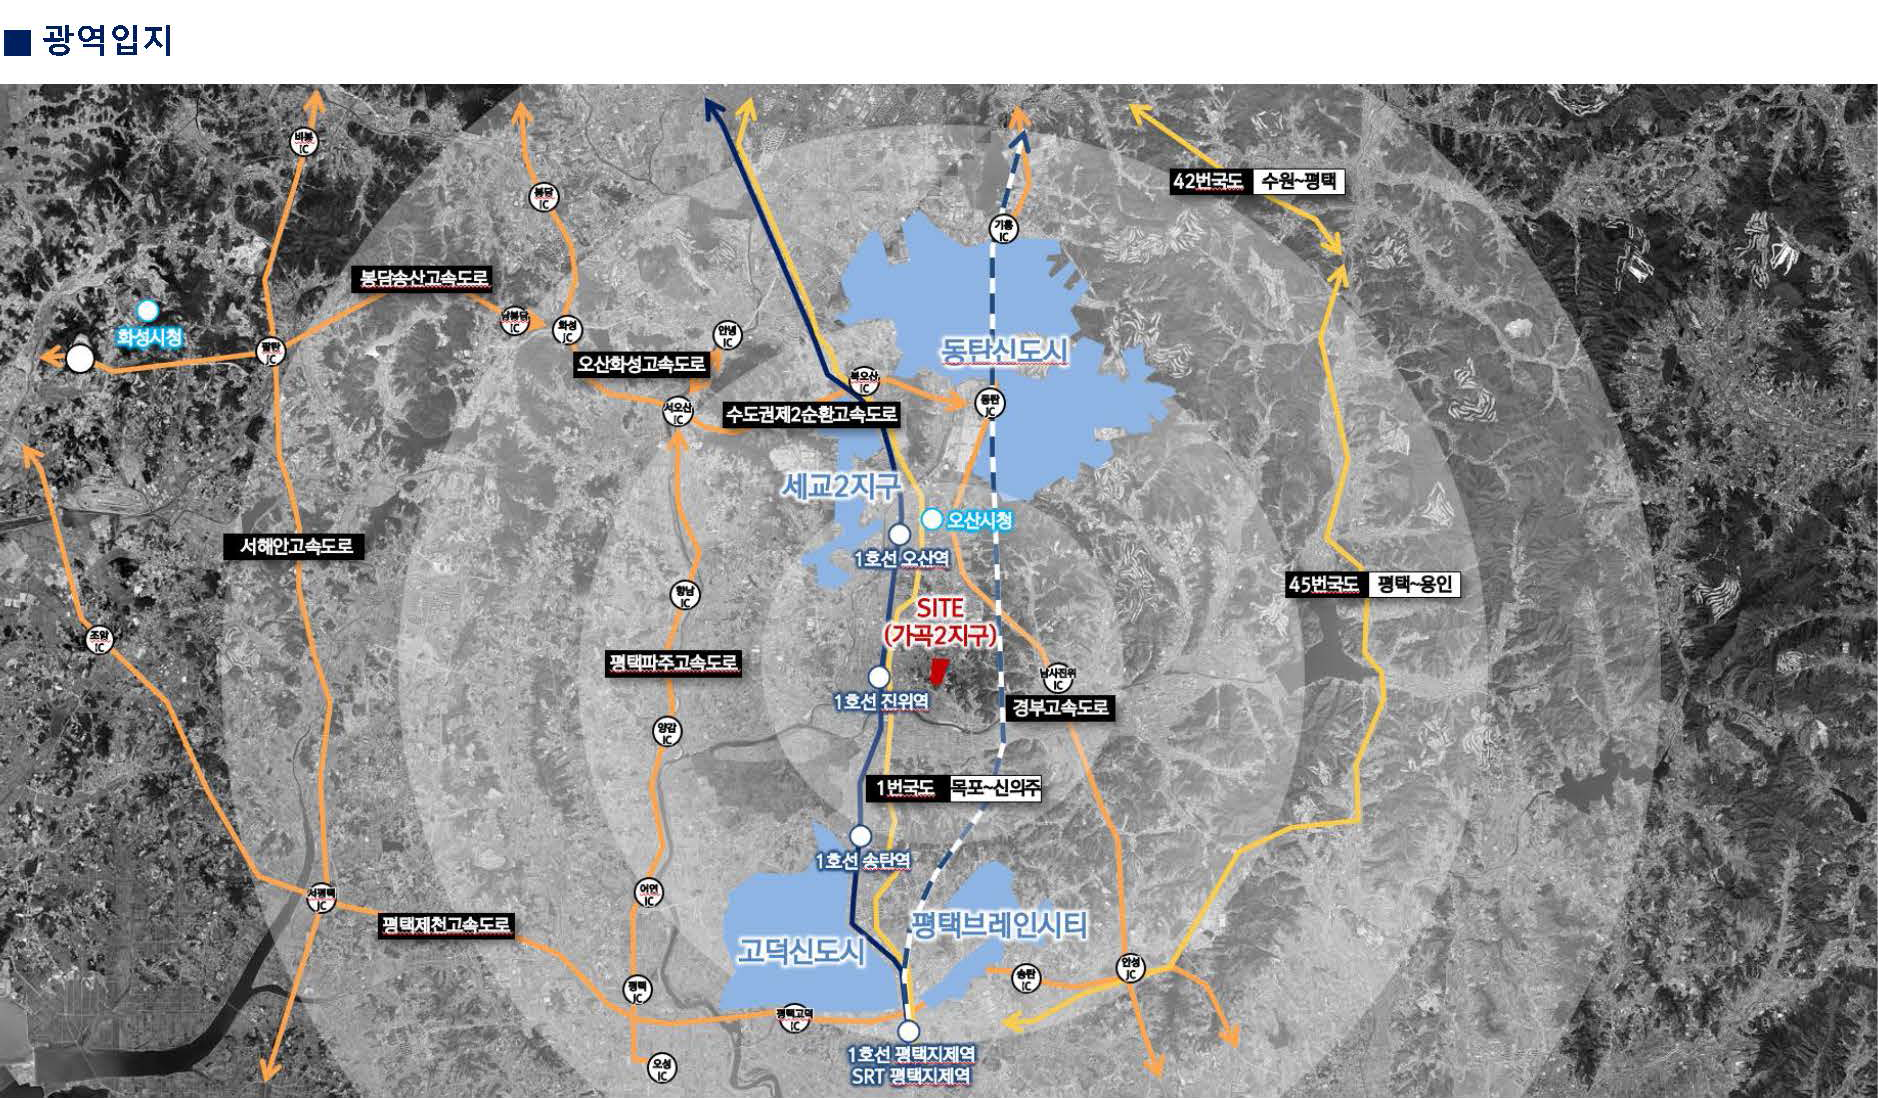 ■ 광역입지
비봉
IC
봉담
IC
42번국도 수원~평택
기흥
IC
봉담송산고속도로
화성시청
남봉담
IC
화성
JC
안녕
IC
팔탄
JC
오산화성고속도로
동탄신도시
북오산
IC
서오산
JC
수도권제2순환고속도로
동탄
JC
세교2지구
오산시청
서해안고속도로
1호선 오산역
45번국도 평택~용인
향남
IC
SITE
(가곡2지구)
조암
IC
평택파주고속도로
남사진위
IC
1호선 진위역
경부고속도로
양감
IC
1번국도 목포~신의주
1호선 송탄역
어연
IC
서평택
JC
평택제천고속도로
평택브레인시티
고덕신도시
안성
JC
송탄
IC
평택
JC
평택고덕
IC
오성
IC
1호선 평택지제역
SRT 평택지제역